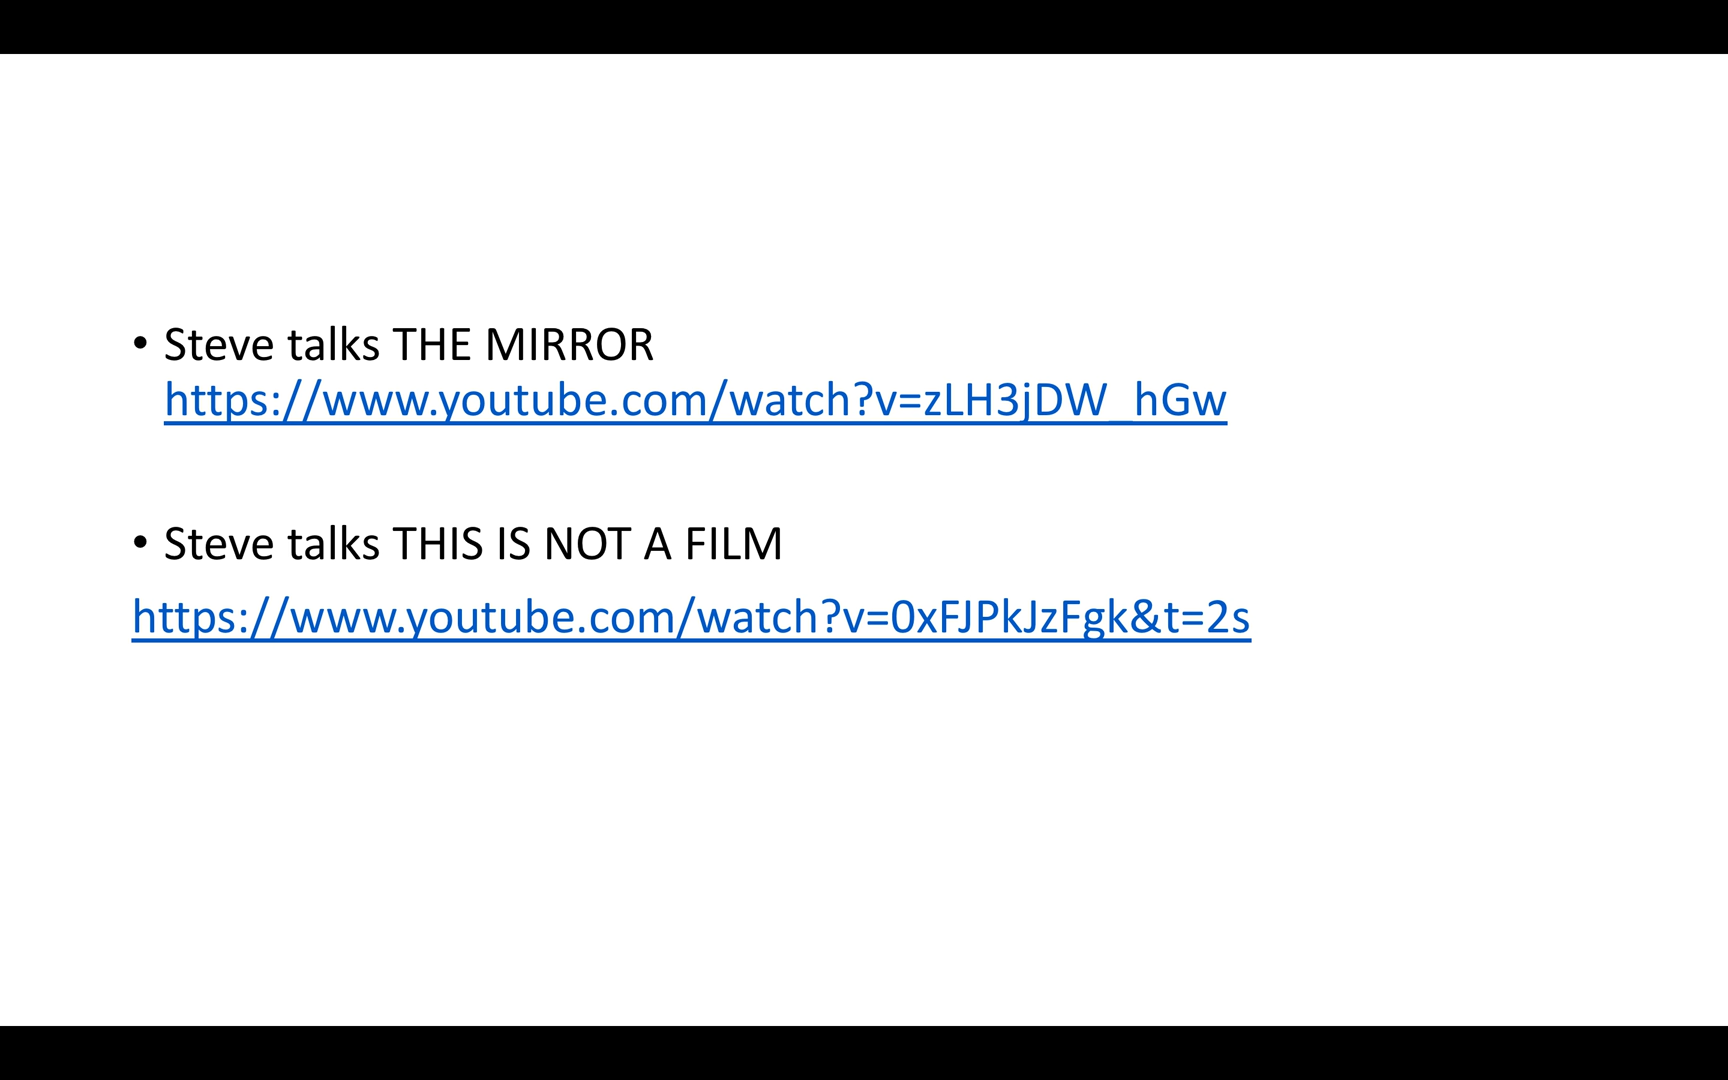 • Steve talks THE MIRROR
https://www.youtube.com/watch?v=zLH3jDW_hGw
• Steve talks THIS IS NOT A FILM
https://www.youtube.com/watch?v=0xFJPkJzFgk&t=2s